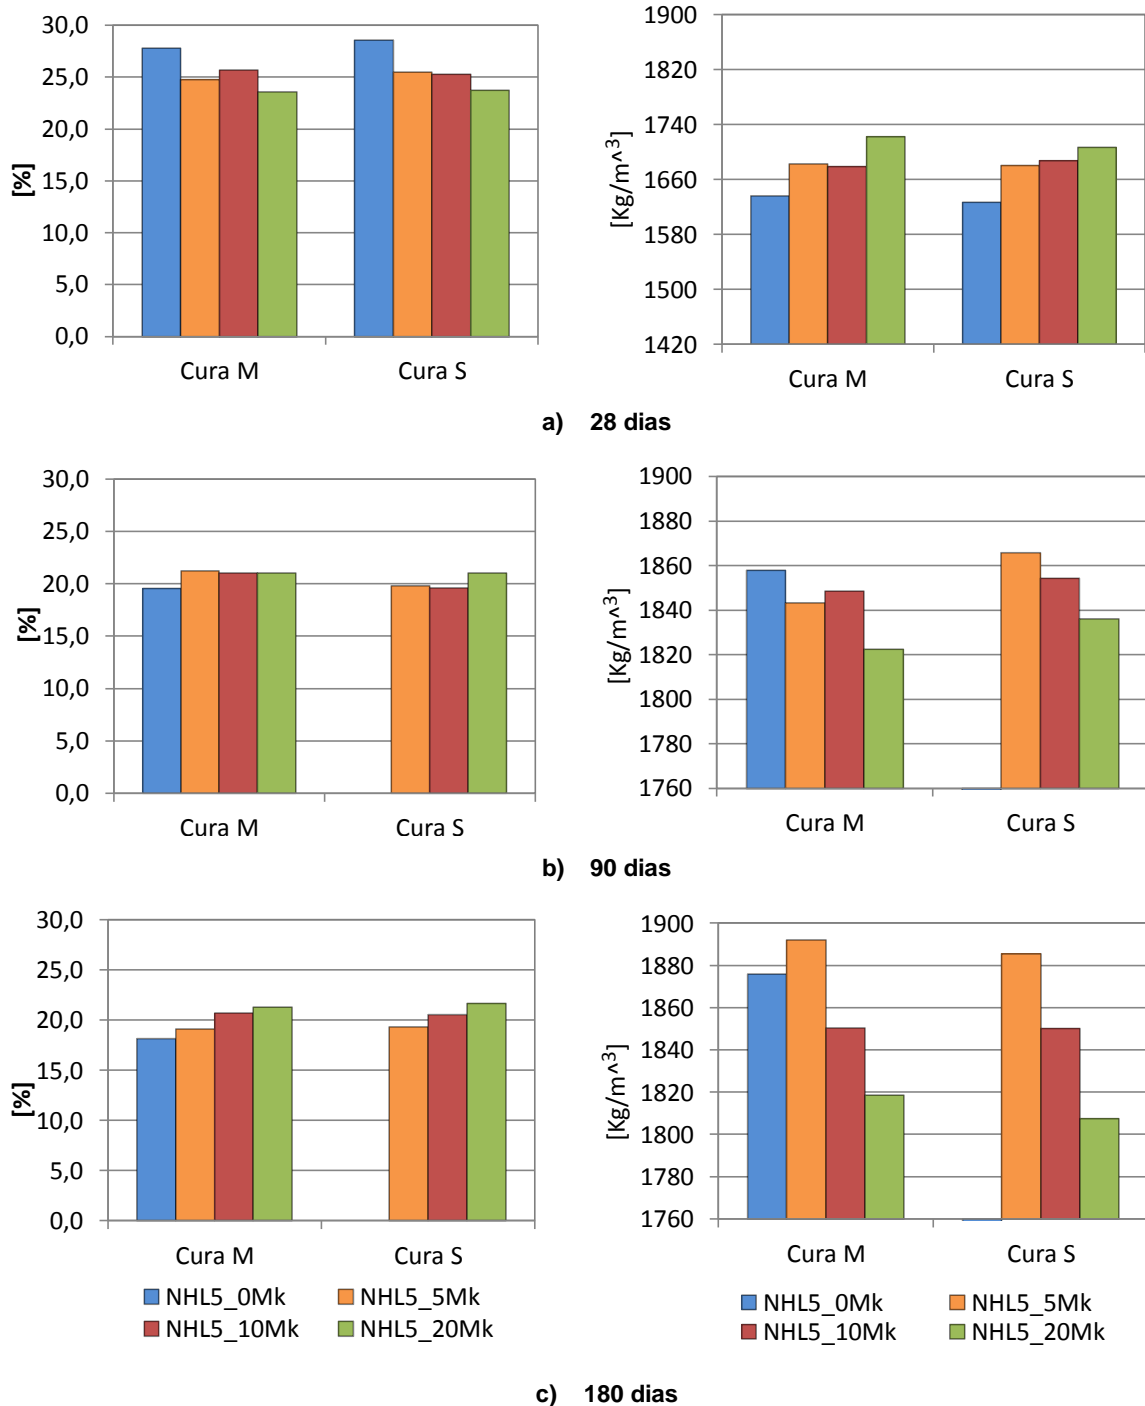 30,0
25,0
20,0
15,0
10,0
5,0
0,0
[%]
Cura M
Cura S
1900
1820
1740
1660
1580
1500
1420
[Kg/m^3]
Cura M
Cura S
a) 28 dias
30,0
25,0
20,0
15,0
10,0
5,0
0,0
[%]
Cura M
Cura S
1900
1880
1860
1840
1820
1800
1780
1760
[Kg/m^3]
Cura M
Cura S
b) 90 dias
30,0
25,0
20,0
15,0
10,0
5,0
0,0
[%]
Cura M
Cura S
NHL5_0Mk
NHL5_5Mk
NHL5_10Mk
NHL5_20Mk
1900
1880
1860
1840
1820
1800
1780
1760
[Kg/m^3]
Cura M
Cura S
NHL5_0Mk
NHL5_5Mk
NHL5_10Mk
NHL5_20Mk
c) 180 dias